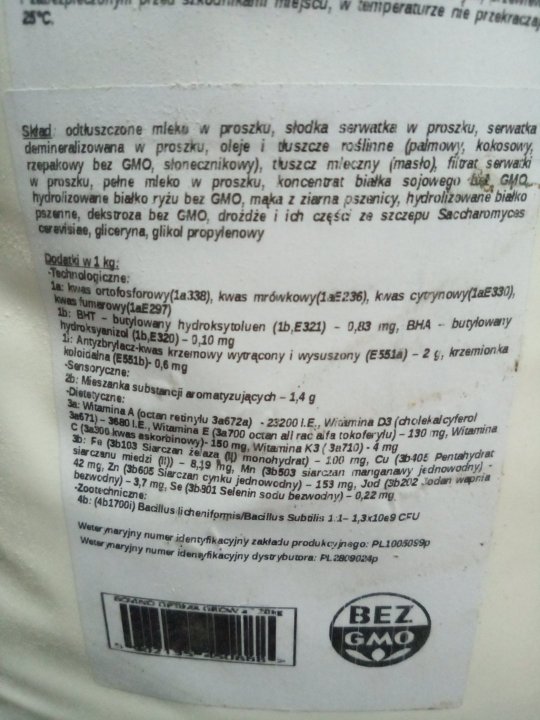 i zabezpieczonym przed szkodnikami miejscu, w temperaturze nie przekraczaj
25°C.
Skład: odtłuszczone mleko w proszku, słodka serwatka w proszku, serwatka
demineralizowana w proszku, oleje i tłuszcze roślinne (palmowy, kokosowy,
rzepakowy bez GMO, słonecznikowy), tłuszcz mleczny (masło), filtrat serwatki
w proszku, pełne mleko w proszku, koncentrat białka sojowego bez GMO,
hydrolizowane białko ryżu bez GMO, mąka z ziarna pszenicy, hydrolizowane białko
pszenne, dekstroza bez GMO, drożdże i ich części ze szczepu Saccharomyces
cerevisiae, gliceryna, glikol propylenowy
Dodatki w 1 kg:
-Technologiczne:
1a: kwas ortofosforowy(1a338), kwas mrówkowy(1aE236), kwas cytrynowy(1aE330),
kwas fumarowy(1aE297)
1b: BHT – butylowany hydroksytoluen (1b,E321) – 0,83 mg, BHA – butylowany
hydroksyanizol (1b,E320) – 0,10 mg
1i: Antyzbrylacz-kwas krzemowy wytrącony i wysuszony (E551a) – 2 g, krzemionka
koloidalna (E551b)- 0,6 mg
-Sensoryczne:
2b: Mieszanka substancji aromatyzujących – 1,4 g
-Dietetyczne:
3a: Witamina A (octan retinylu 3a672a) - 23200 I.E., Witamina D3 (cholekalcyferol
3a671) – 3680 I.E., Witamina E (3a700 octan all rac alfa tokoferylu) – 130 mg, Witamina
C (3a300 kwas askorbinowy)- 150 mg, Witamina K3 ( 3a710) - 4 mg
3b: Fe (3b103 Siarczan żelaza (II) monohydrat) – 100 mg, Cu (3b405 Pentahydrat
siarczanu miedzi (II)) – 8,19 mg, Mn (3b503 siarczan manganawy jednowodny) -
42 mg, Zn (3b605 Siarczan cynku jednowodny) – 153 mg, Jod (3b202 Jodan wapnia
bezwodny) – 3,7 mg, Se (3b801 Selenin sodu bezwodny) – 0,22 mg
-Zootechniczne:
4b: (4b1700i) Bacillus licheniformis/Bacillus Subtilis 1:1– 1,3x10e9 CFU
Weterynaryjny numer identyfikacyjny zakładu produkcyjnego: PL1005099p
Weterynaryjny numer identyfikacyjny dystrybutora: PL2809024p
BEZ
GMO